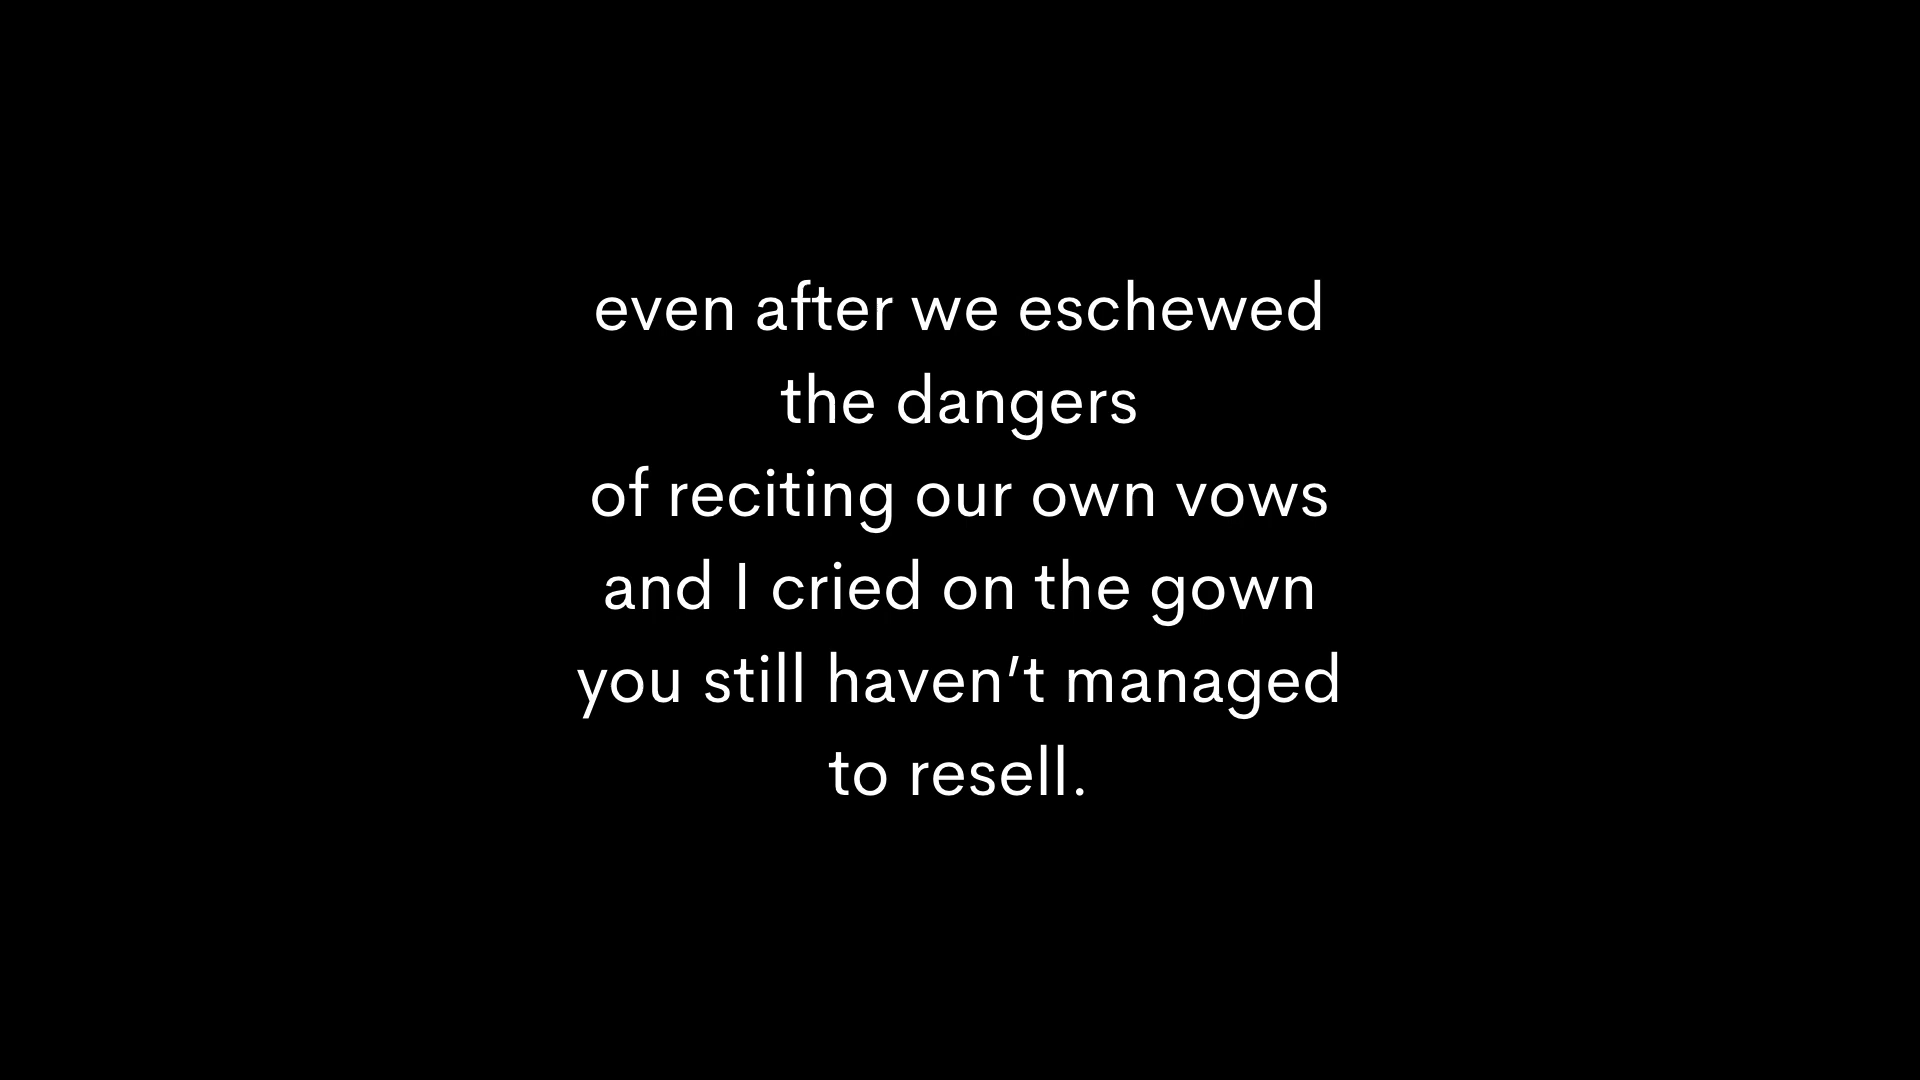 even after we eschewed
the dangers
of reciting our own vows
and I cried on the gown
you still haven't managed
to resell.